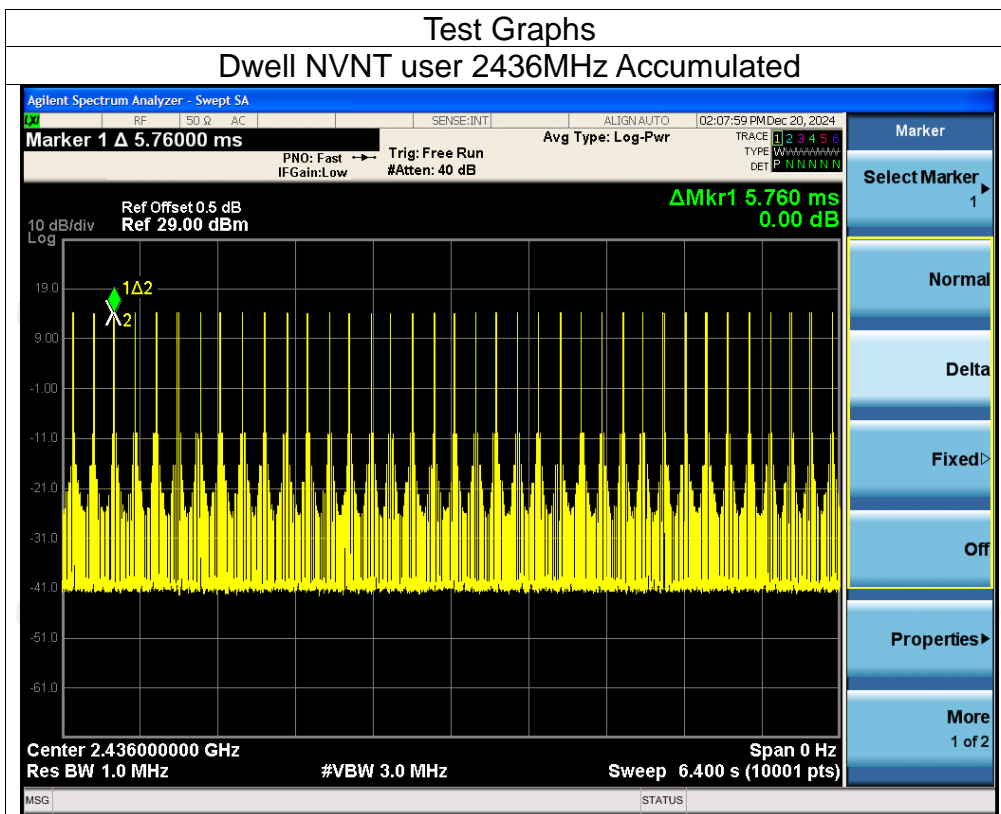 Test Graphs
Dwell NVNT user 2436MHz Accumulated
Agilent Spectrum Analyzer - Swept SA
LXI RF 50 Ω AC SENSE:INT ALIGN AUTO 02:07:59 PM Dec 20, 2024
Marker 1 Δ 5.76000 ms
PNO: Fast
IFGain:Low
Trig: Free Run
#Atten: 40 dB
Avg Type: Log-Pwr
TRACE 1 2 3 4 5 6
TYPE WWWWWW
DET P N N N N N
ΔMkr1 5.760 ms
0.00 dB
Ref Offset 0.5 dB
10 dB/div Ref 29.00 dBm
Log
1Δ2
2
19.0
9.00
-1.00
-11.0
-21.0
-31.0
-41.0
-51.0
-61.0
Center 2.436000000 GHz Span 0 Hz
Res BW 1.0 MHz #VBW 3.0 MHz Sweep 6.400 s (10001 pts)
MSG STATUS
Marker
Select Marker
1
Normal
Delta
Fixed
Off
Properties
More
1 of 2